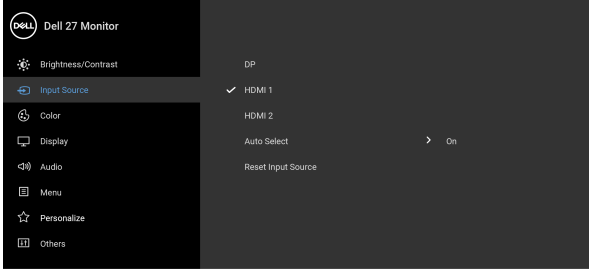 DELL Dell 27 Monitor
Brightness/Contrast
Input Source
Color
Display
Audio
Menu
Personalize
Others
DP
HDMI 1
HDMI 2
Auto Select On
Reset Input Source